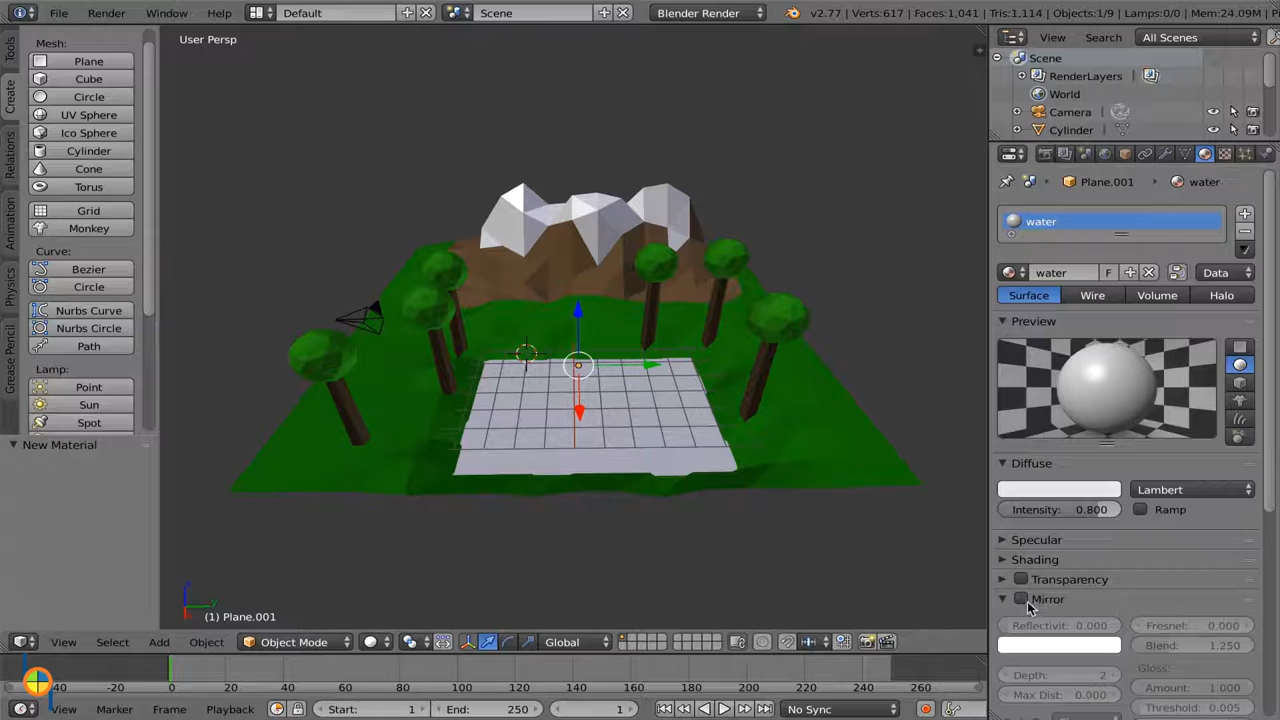 File Render Window Help Default Scene Blender Render v2.77 | Verts:617 | Faces:1,041 | Tris:1,114 | Objects:1/9 | Lamps:0/0 | Mem:24.09M
User Persp
Tools
Create
Relations
Animation
Physics
Grease Pencil
Mesh:
Plane
Cube
Circle
UV Sphere
Ico Sphere
Cylinder
Cone
Torus
Grid
Monkey
Curve:
Bezier
Circle
Nurbs Curve
Nurbs Circle
Path
Lamp:
Point
Sun
Spot
New Material
(1) Plane.001
View Select Add Object Object Mode Global
-20 0 20 40 60 80 100 120 140 160 180 200 220 240 260
View Marker Frame Playback Start: 1 End: 250 1 No Sync
View Search All Scenes
Scene
RenderLayers
World
Camera
Cylinder
Plane.001 water
water
water F Data
Surface Wire Volume Halo
Preview
Diffuse
Lambert
Intensity: 0.800 Ramp
Specular
Shading
Transparency
Mirror
Reflectivit: 0.000 Fresnel: 0.000
Blend: 1.250
Depth: 2 Gloss:
Max Dist: 0.000 Amount: 1.000
Threshold: 0.005